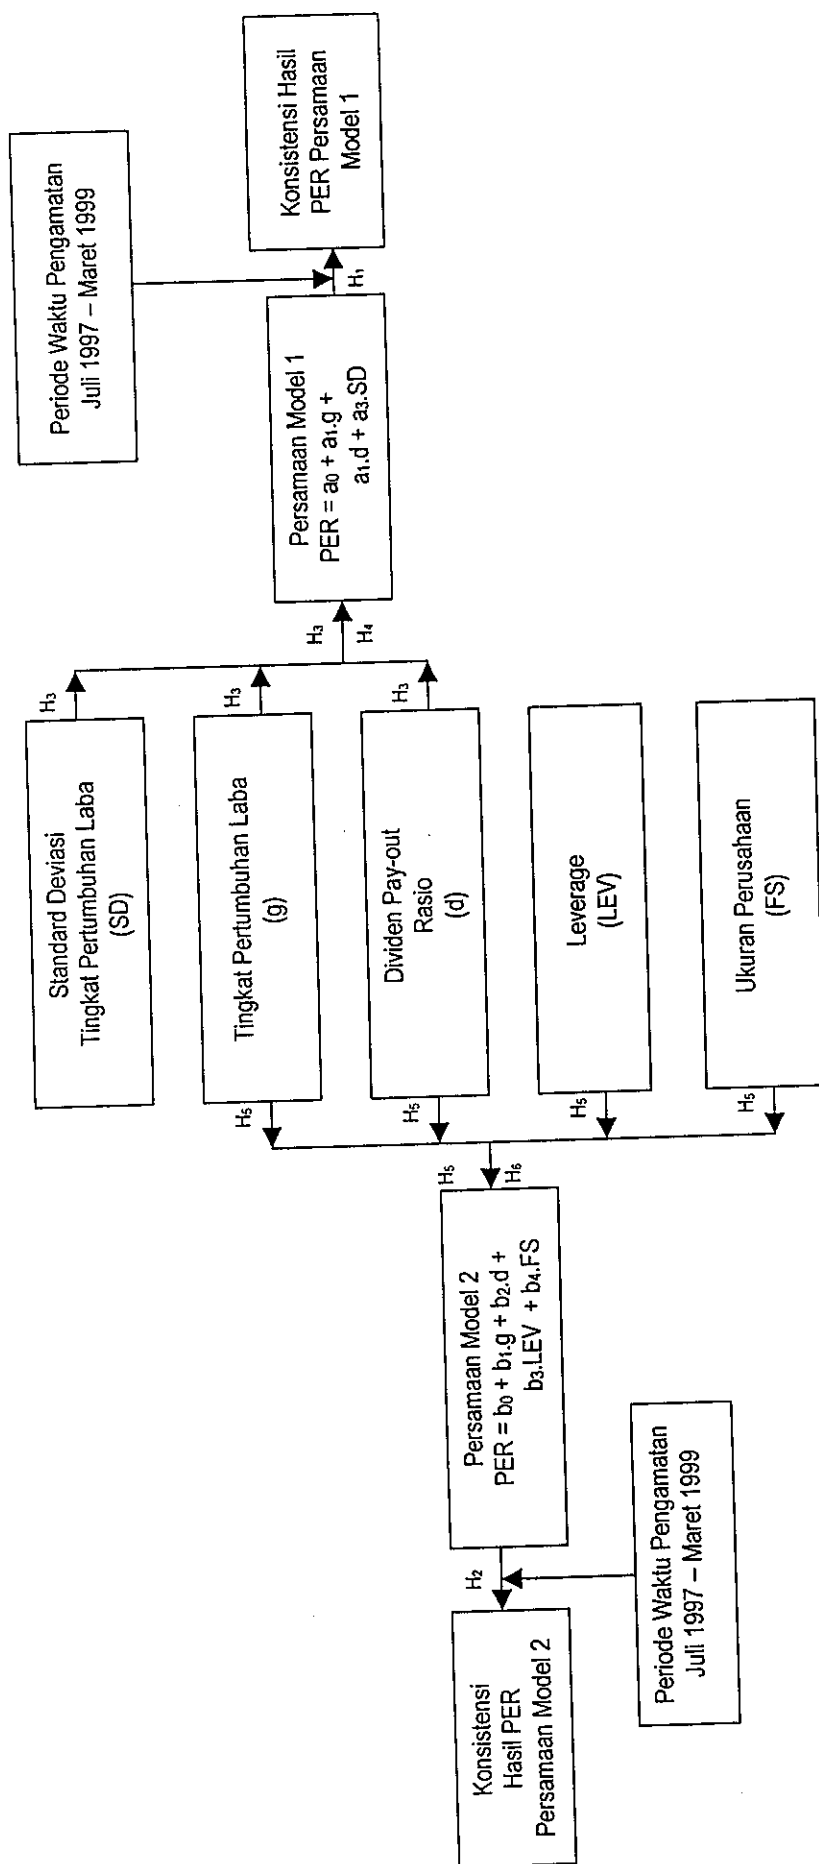 Periode Waktu Pengamatan
Juli 1997 – Maret 1999
Konsistensi Hasil
PER Persamaan
Model 1
H₁
Persamaan Model 1
PER = a₀ + a₁.g +
a₁.d + a₃.SD
H₃
H₄
Standard Deviasi
Tingkat Pertumbuhan Laba
(SD)
H₃
Tingkat Pertumbuhan Laba
(g)
H₃
H₅
Dividen Pay-out
Rasio
(d)
H₃
H₅
Leverage
(LEV)
H₅
Ukuran Perusahaan
(FS)
H₅
H₅
H₆
Persamaan Model 2
PER = b₀ + b₁.g + b₂.d +
b₃.LEV + b₄.FS
H₂
Konsistensi
Hasil PER
Persamaan Model 2
Periode Waktu Pengamatan
Juli 1997 – Maret 1999